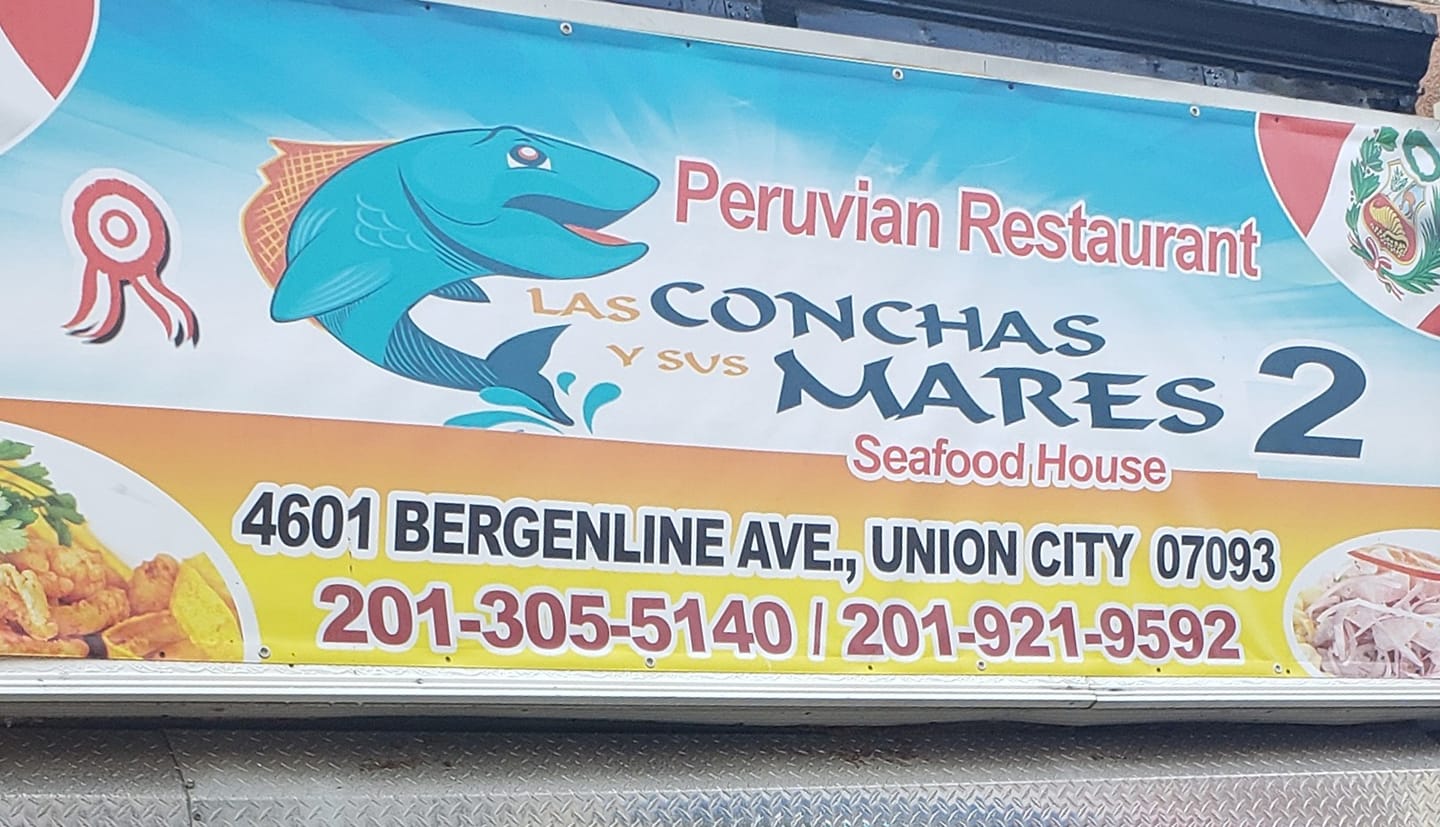 Peruvian Restaurant
LAS CONCHAS
Y SUS MARES 2
Seafood House
4601 BERGENLINE AVE., UNION CITY 07093
201-305-5140 / 201-921-9592